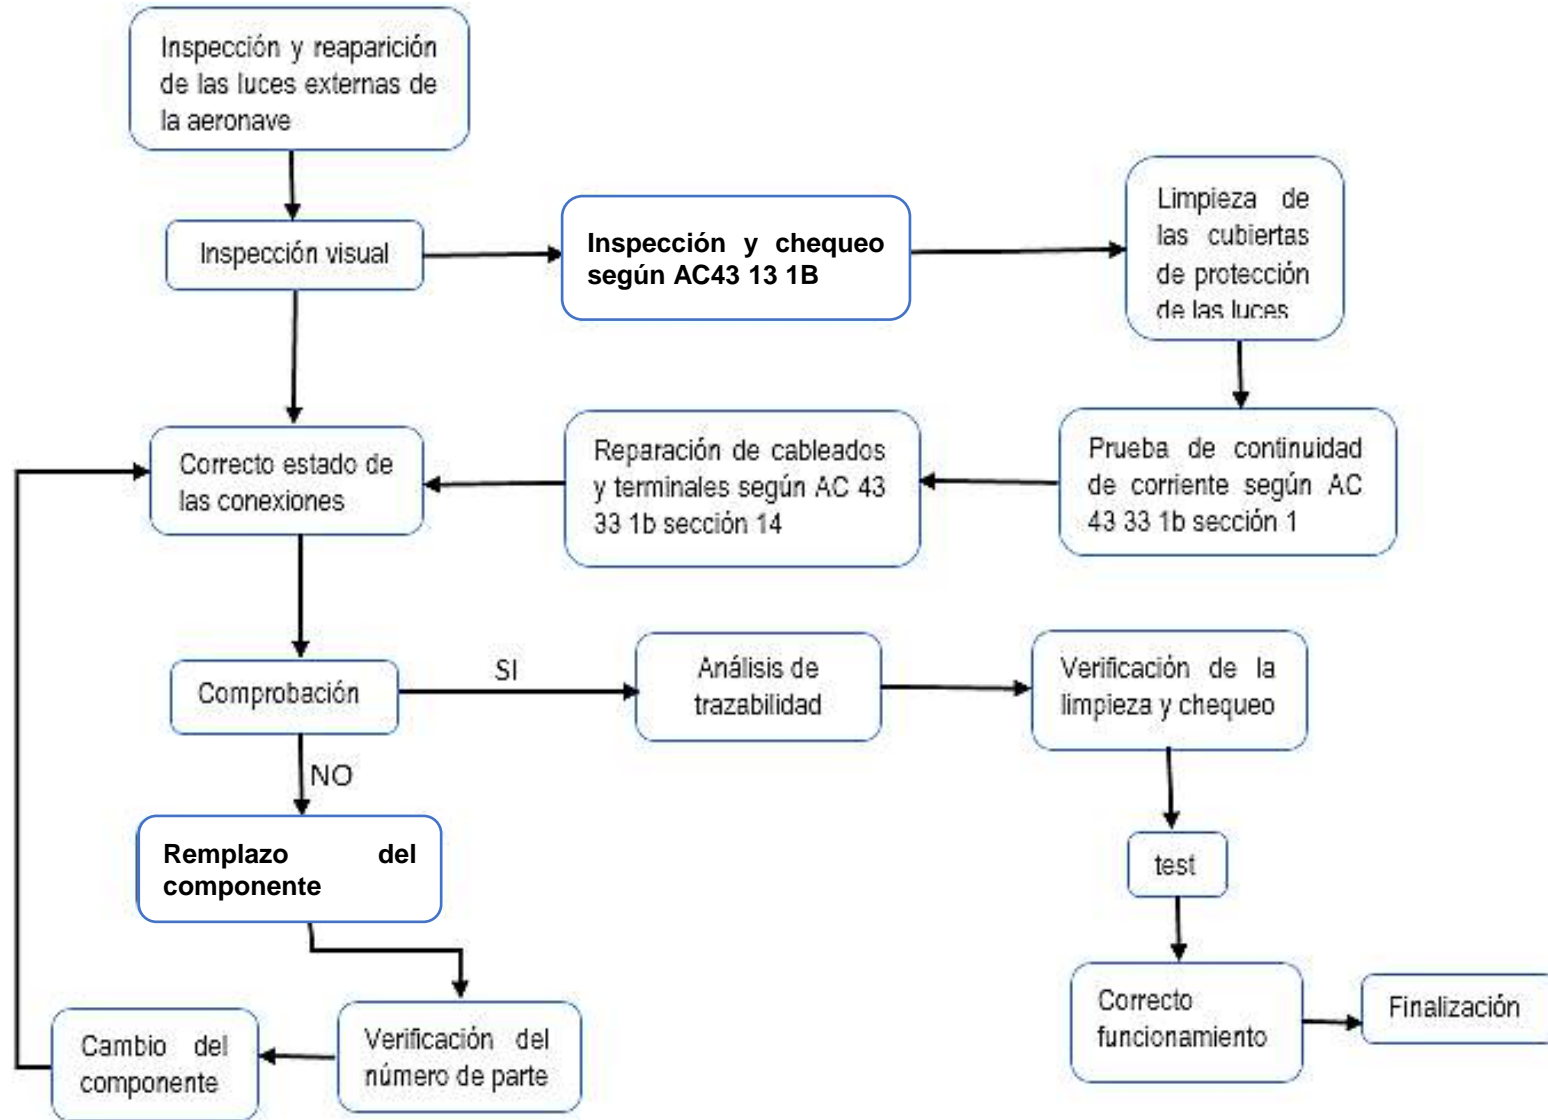 Inspección y reaparición
de las luces externas de
la aeronave
Inspección visual
Inspección y chequeo
según AC43 13 1B
Limpieza de
las cubiertas
de protección
de las luces
Correcto estado de
las conexiones
Reparación de cableados
y terminales según AC 43
33 1b sección 14
Prueba de continuidad
de corriente según AC
43 33 1b sección 1
Comprobación
SI
Análisis de
trazabilidad
Verificación de la
limpieza y chequeo
NO
Remplazo del
componente
test
Cambio del
componente
Verificación del
número de parte
Correcto
funcionamiento
Finalización